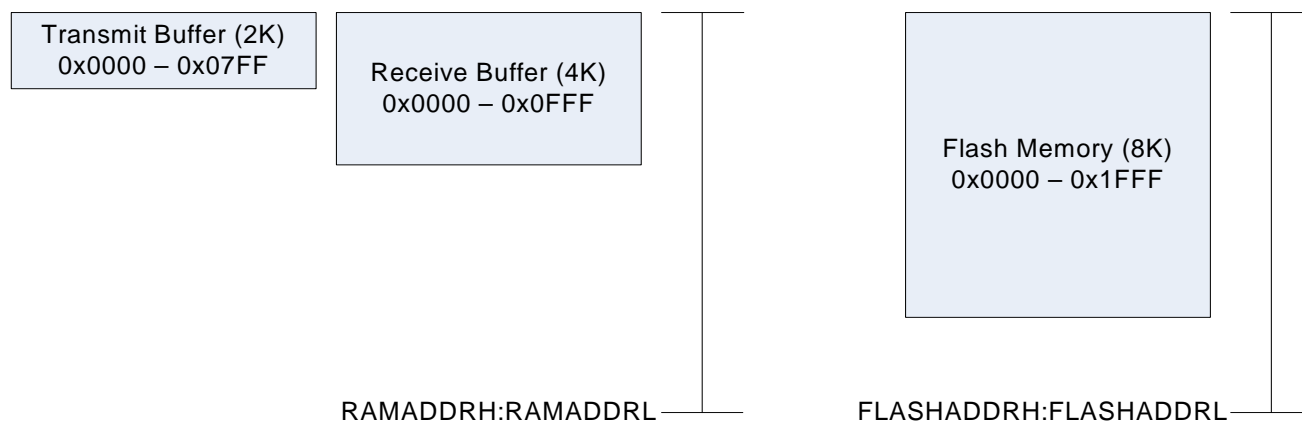 Transmit Buffer (2K)
0x0000 – 0x07FF
Receive Buffer (4K)
0x0000 – 0x0FFF
Flash Memory (8K)
0x0000 – 0x1FFF
RAMADDRH:RAMADDRL
FLASHADDRH:FLASHADDRL